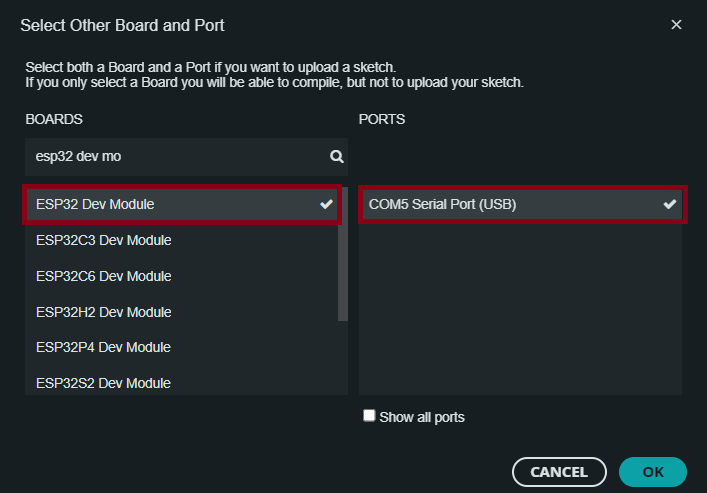 Select Other Board and Port
Select both a Board and a Port if you want to upload a sketch.
If you only select a Board you will be able to compile, but not to upload your sketch.
BOARDS
esp32 dev mo
ESP32 Dev Module
ESP32C3 Dev Module
ESP32C6 Dev Module
ESP32H2 Dev Module
ESP32P4 Dev Module
ESP32S2 Dev Module
PORTS
COM5 Serial Port (USB)
Show all ports
CANCEL
OK